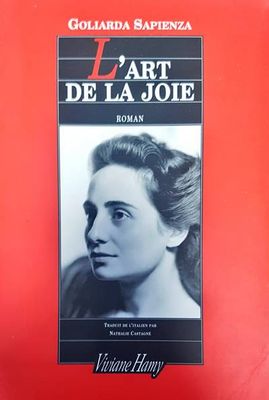 GOLIARDA SAPIENZA
L'ART
DE LA JOIE
ROMAN
TRADUIT DE L'ITALIEN PAR
NATHALIE CASTAGNÉ
Viviane Hamy